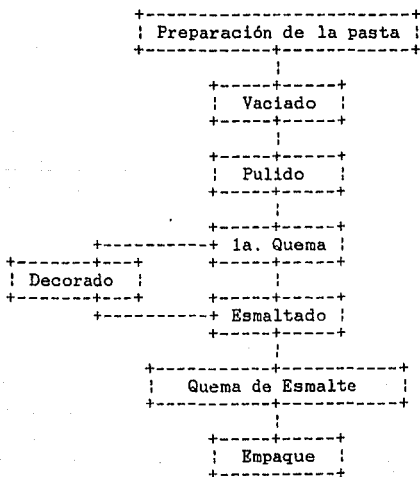 Preparación de la pasta
Vaciado
Pulido
1a. Quema
Decorado
Esmaltado
Quema de Esmalte
Empaque